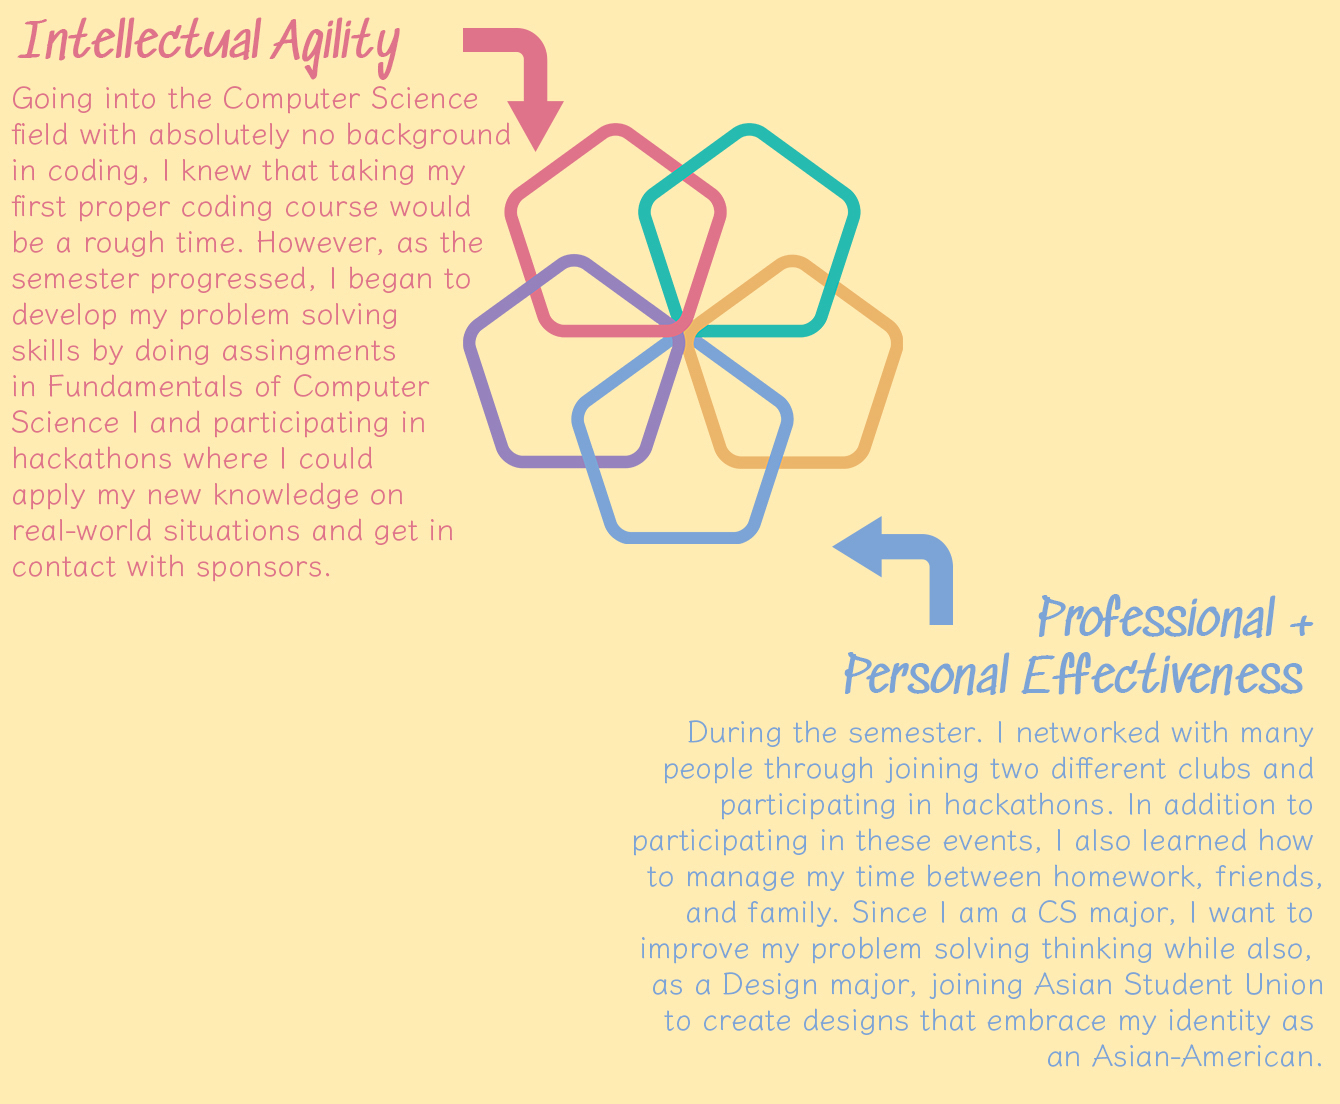 Intellectual Agility
Going into the Computer Science
field with absolutely no background
in coding, I knew that taking my
first proper coding course would
be a rough time. However, as the
semester progressed, I began to
develop my problem solving
skills by doing assingments
in Fundamentals of Computer
Science I and participating in
hackathons where I could
apply my new knowledge on
real-world situations and get in
contact with sponsors.
Professional +
Personal Effectiveness
During the semester. I networked with many
people through joining two different clubs and
participating in hackathons. In addition to
participating in these events, I also learned how
to manage my time between homework, friends,
and family. Since I am a CS major, I want to
improve my problem solving thinking while also,
as a Design major, joining Asian Student Union
to create designs that embrace my identity as
an Asian-American.